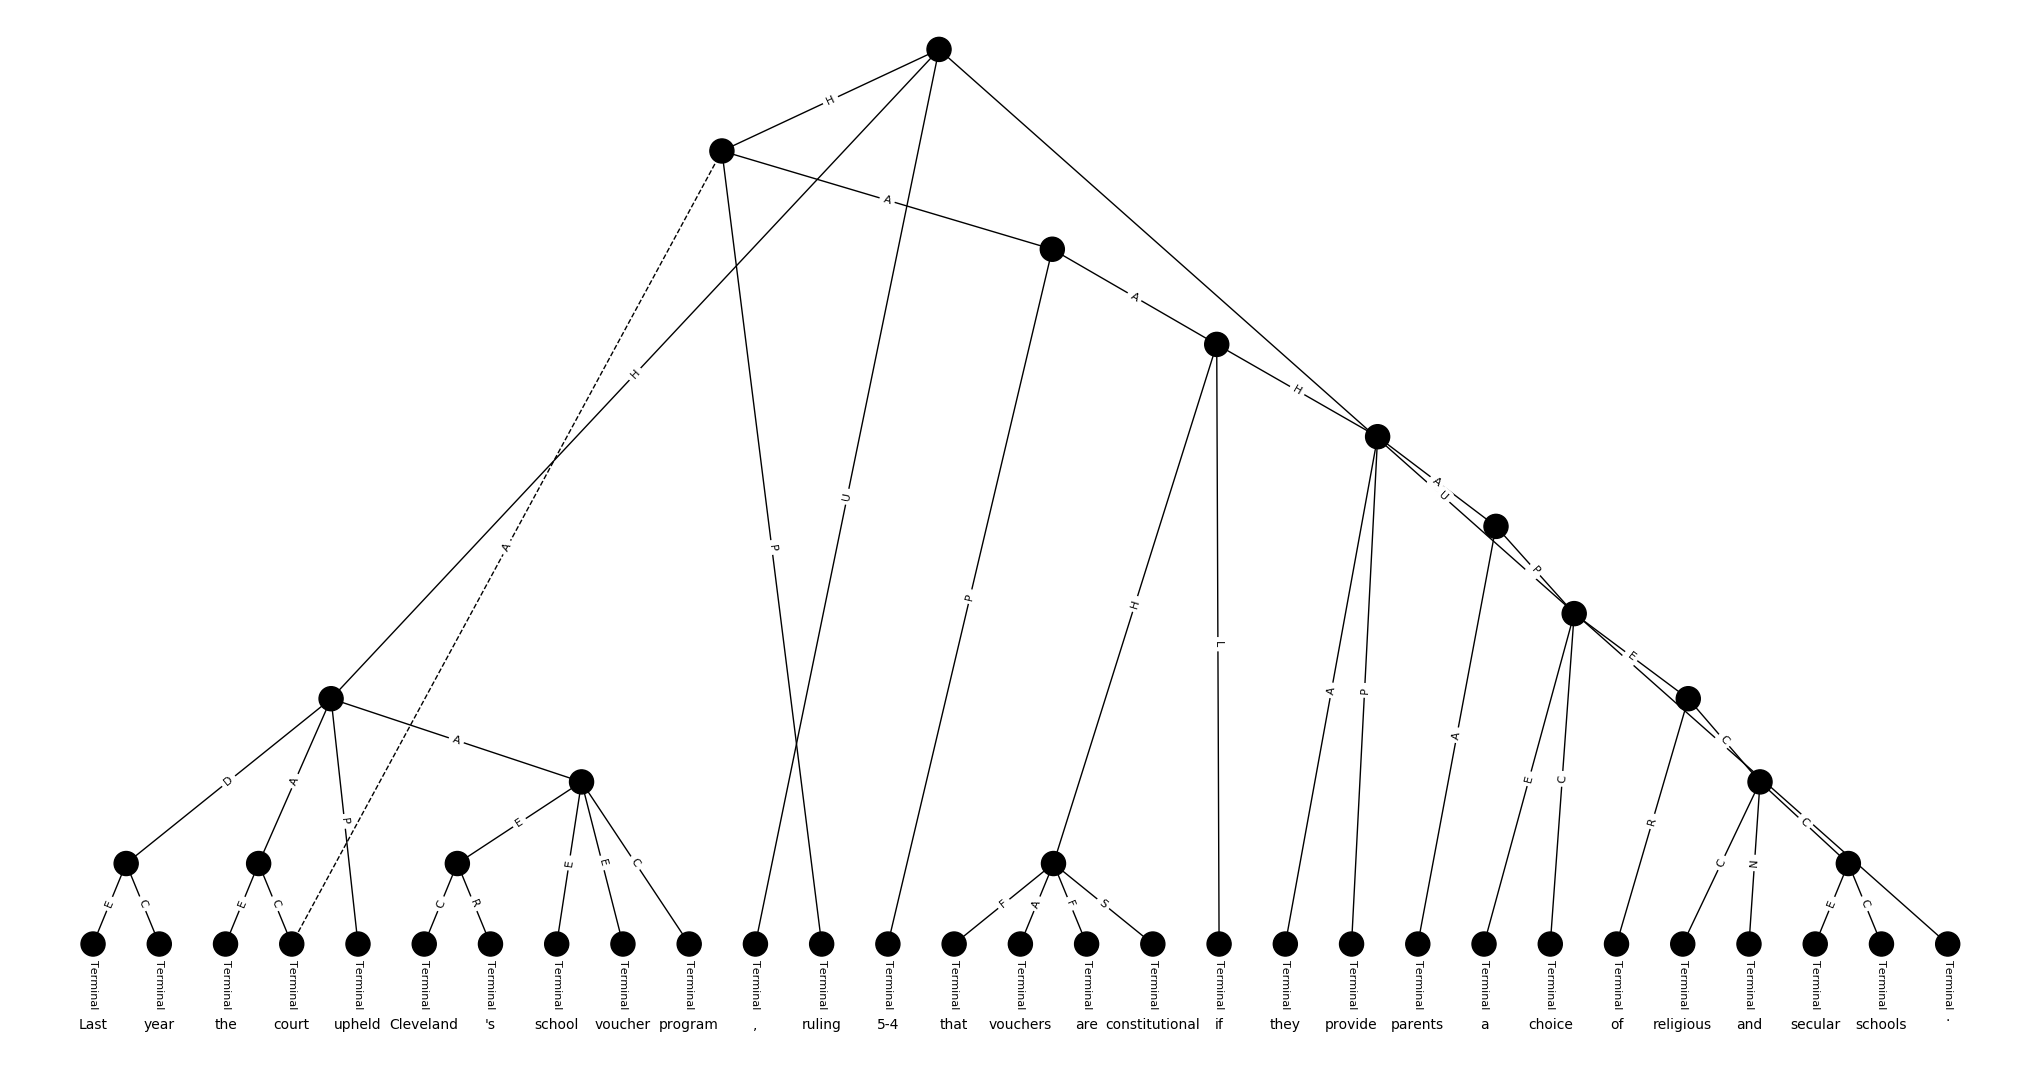 H
A
A
H
H
A
U
A
P
U
P
P
H
L
E
A
P
A
D
A
P
A
E
C
R
C
C
E
E
E
C
C
N
E
C
E
C
C
R
F
A
F
S
E
C
Terminal Terminal Terminal Terminal Terminal Terminal Terminal Terminal Terminal Terminal Terminal Terminal Terminal Terminal Terminal Terminal Terminal Terminal Terminal Terminal Terminal Terminal Terminal Terminal Terminal Terminal Terminal Terminal Terminal
Last year the court upheld Cleveland 's school voucher program , ruling 5-4 that vouchers are constitutional if they provide parents a choice of religious and secular schools .